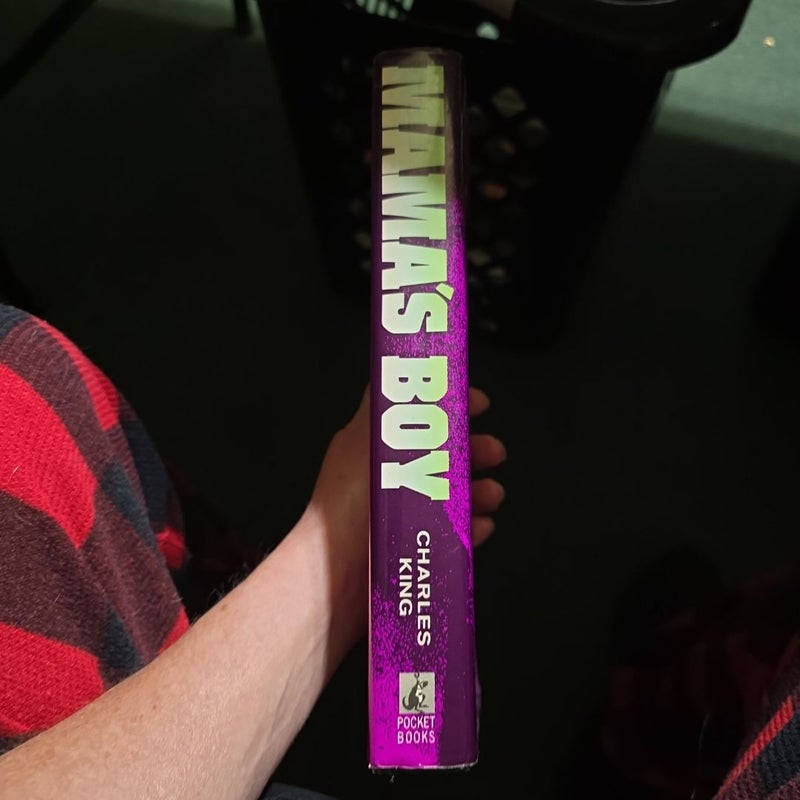 MAMA'S BOY
CHARLES
KING
POCKET
BOOKS